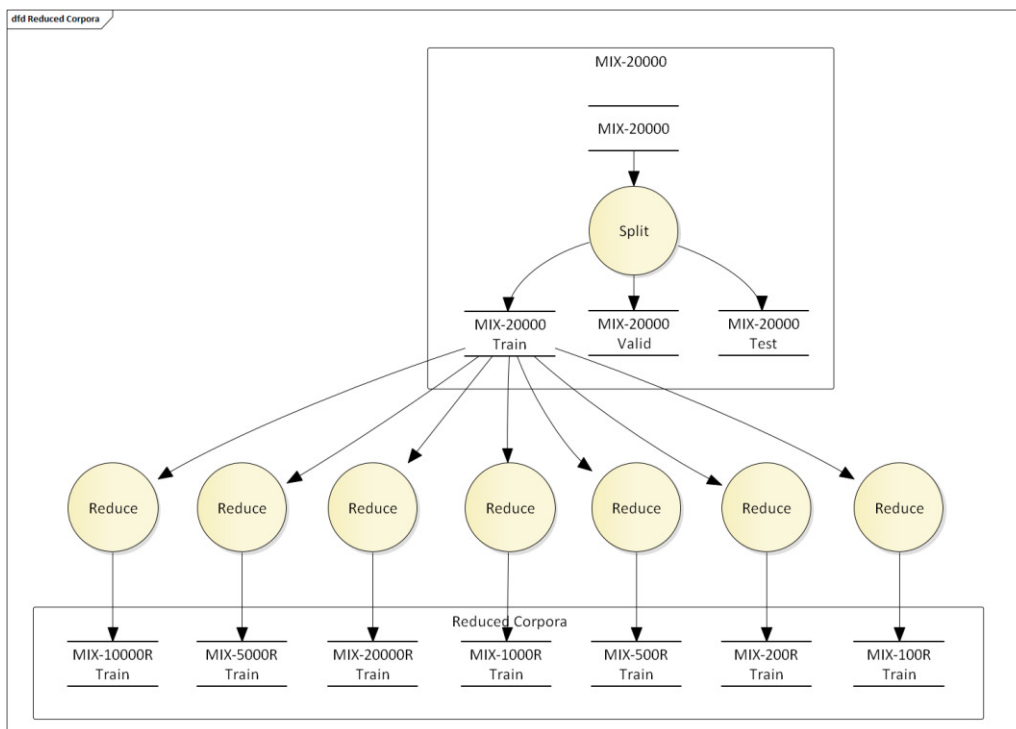 dfd Reduced Corpora
MIX-20000
MIX-20000
Split
MIX-20000
Train
MIX-20000
Valid
MIX-20000
Test
Reduce
Reduce
Reduce
Reduce
Reduce
Reduce
Reduce
Reduced Corpora
MIX-10000R
Train
MIX-5000R
Train
MIX-20000R
Train
MIX-1000R
Train
MIX-500R
Train
MIX-200R
Train
MIX-100R
Train